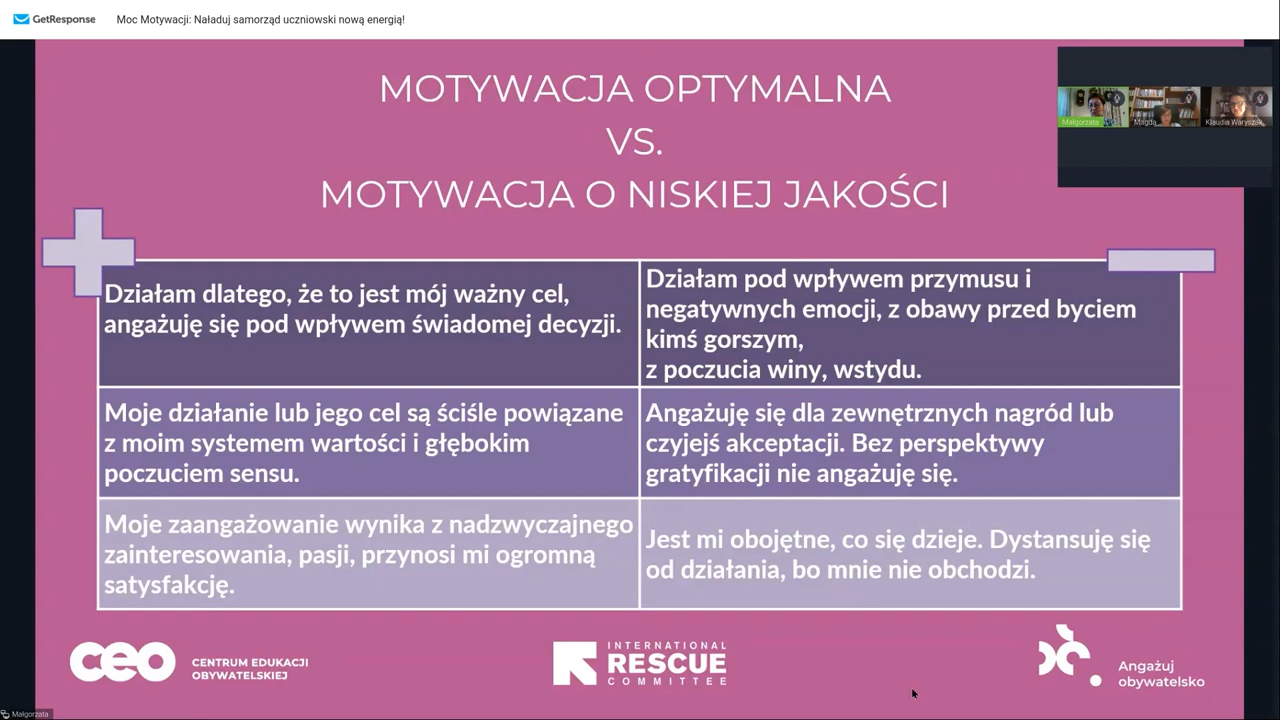 GetResponse
Moc Motywacji: Naładuj samorząd uczniowski nową energią!
MOTYWACJA OPTYMALNA
VS.
MOTYWACJA O NISKIEJ JAKOŚCI
Małgorzata
Magda
Klaudia Waryszak
Działam dlatego, że to jest mój ważny cel,
angażuję się pod wpływem świadomej decyzji.
Działam pod wpływem przymusu i
negatywnych emocji, z obawy przed byciem
kimś gorszym,
z poczucia winy, wstydu.
Moje działanie lub jego cel są ściśle powiązane
z moim systemem wartości i głębokim
poczuciem sensu.
Angażuję się dla zewnętrznych nagród lub
czyjejś akceptacji. Bez perspektywy
gratyfikacji nie angażuję się.
Moje zaangażowanie wynika z nadzwyczajnego
zainteresowania, pasji, przynosi mi ogromną
satysfakcję.
Jest mi obojętne, co się dzieje. Dystansuję się
od działania, bo mnie nie obchodzi.
ceo
CENTRUM EDUKACJI
OBYWATELSKIEJ
INTERNATIONAL
RESCUE
COMMITTEE
Angażuj
obywatelsko
Małgorzata